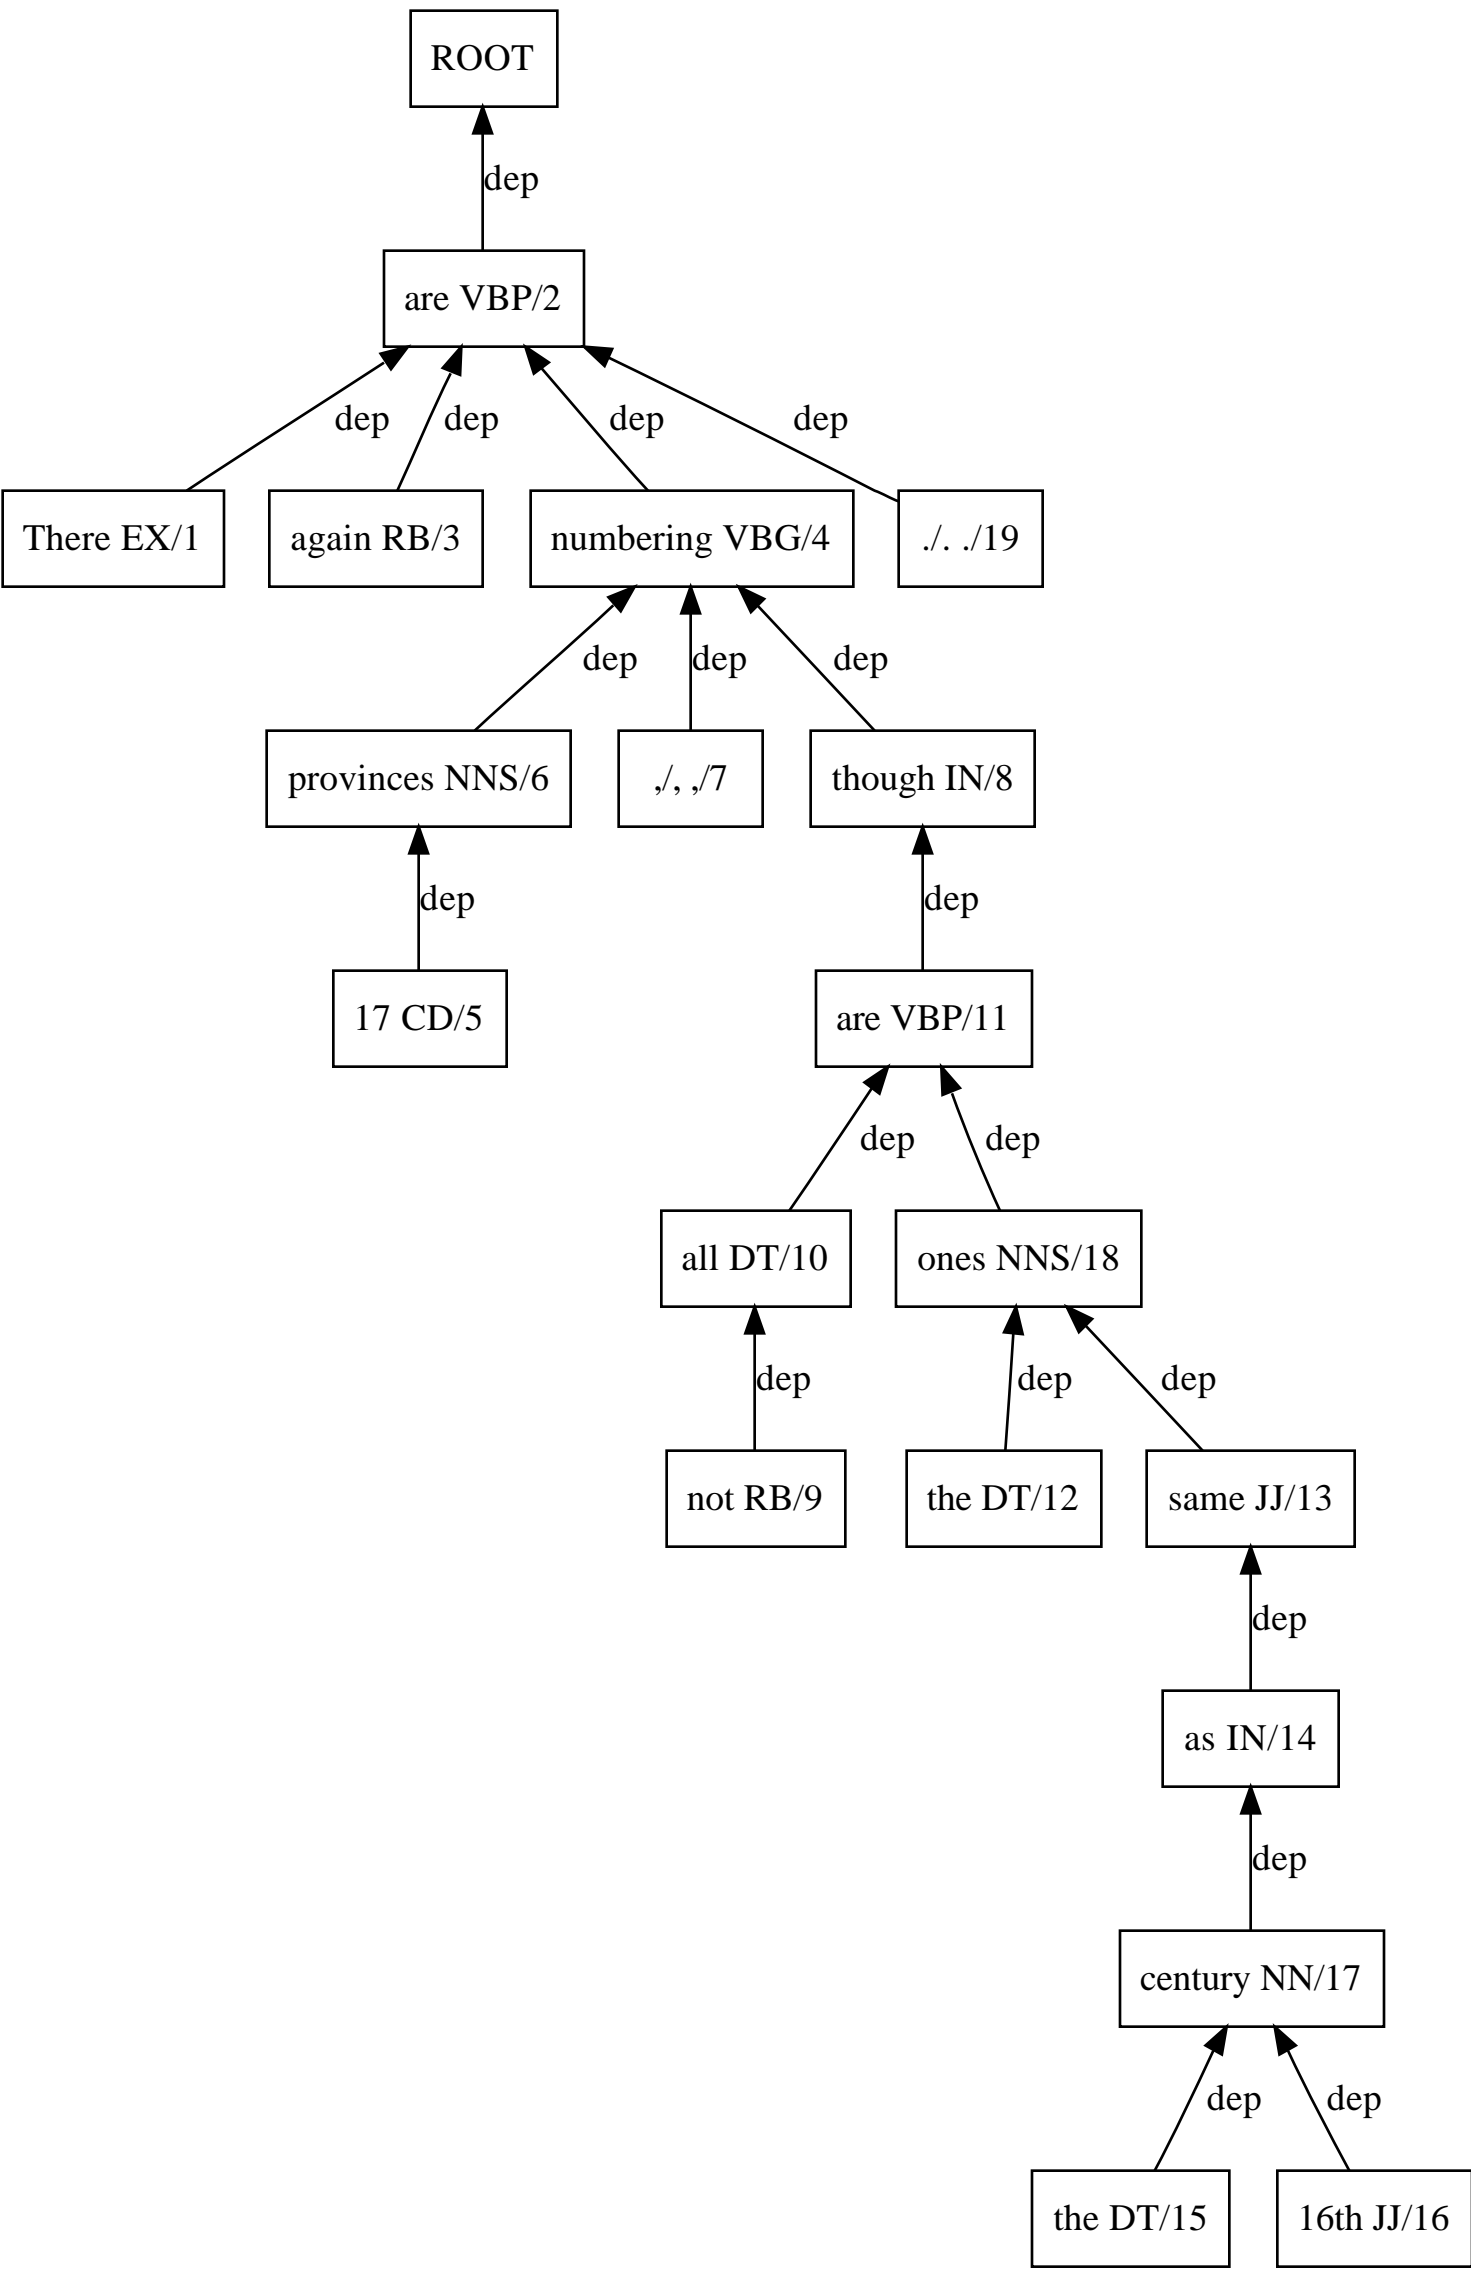 ROOT
dep
are VBP/2
dep dep dep dep
There EX/1 again RB/3 numbering VBG/4 ./. ./19
dep dep dep
provinces NNS/6 ,/, ,/7 though IN/8
dep dep
17 CD/5 are VBP/11
dep dep
all DT/10 ones NNS/18
dep dep dep
not RB/9 the DT/12 same JJ/13
dep
as IN/14
dep
century NN/17
dep dep
the DT/15 16th JJ/16